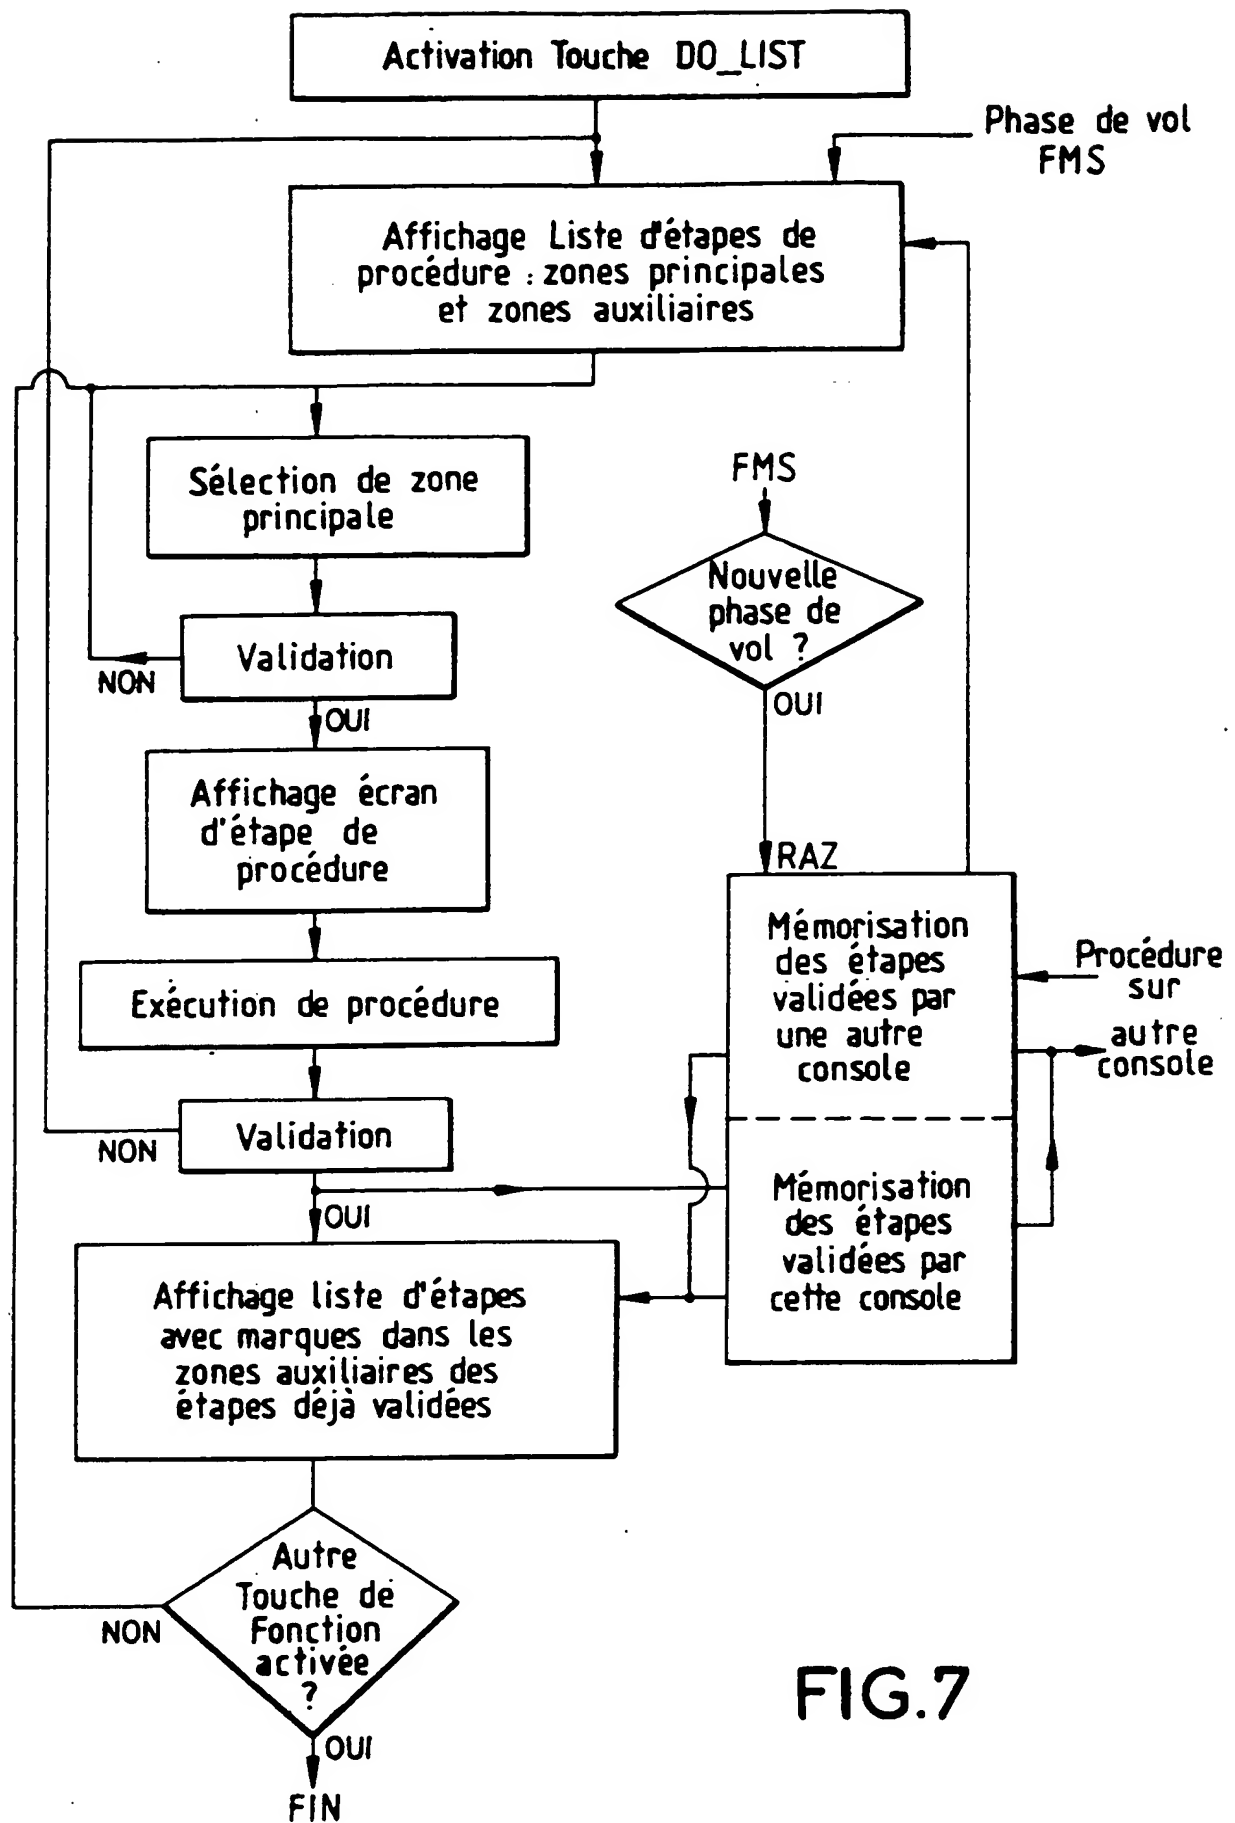 Activation Touche DO_LIST
Phase de vol
FMS
Affichage Liste d'étapes de
procédure : zones principales
et zones auxiliaires
Sélection de zone
principale
FMS
Nouvelle
phase de
vol ?
Validation
NON
OUI
OUI
Affichage écran
d'étape de
procédure
RAZ
Mémorisation
des étapes
validées par
une autre
console
Procédure
sur
autre
console
Exécution de procédure
Validation
NON
OUI
Mémorisation
des étapes
validées par
cette console
Affichage liste d'étapes
avec marques dans les
zones auxiliaires des
étapes déjà validées
Autre
Touche de
Fonction
activée
?
NON
OUI
FIN
FIG.7